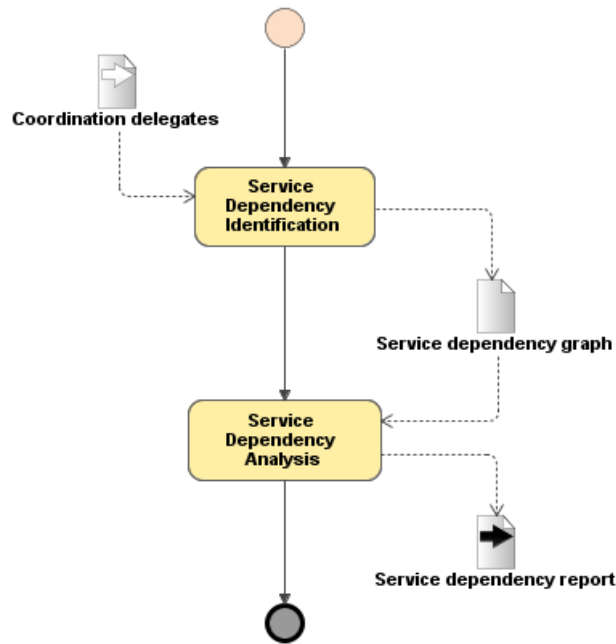 Coordination delegates
Service
Dependency
Identification
Service dependency graph
Service
Dependency
Analysis
Service dependency report